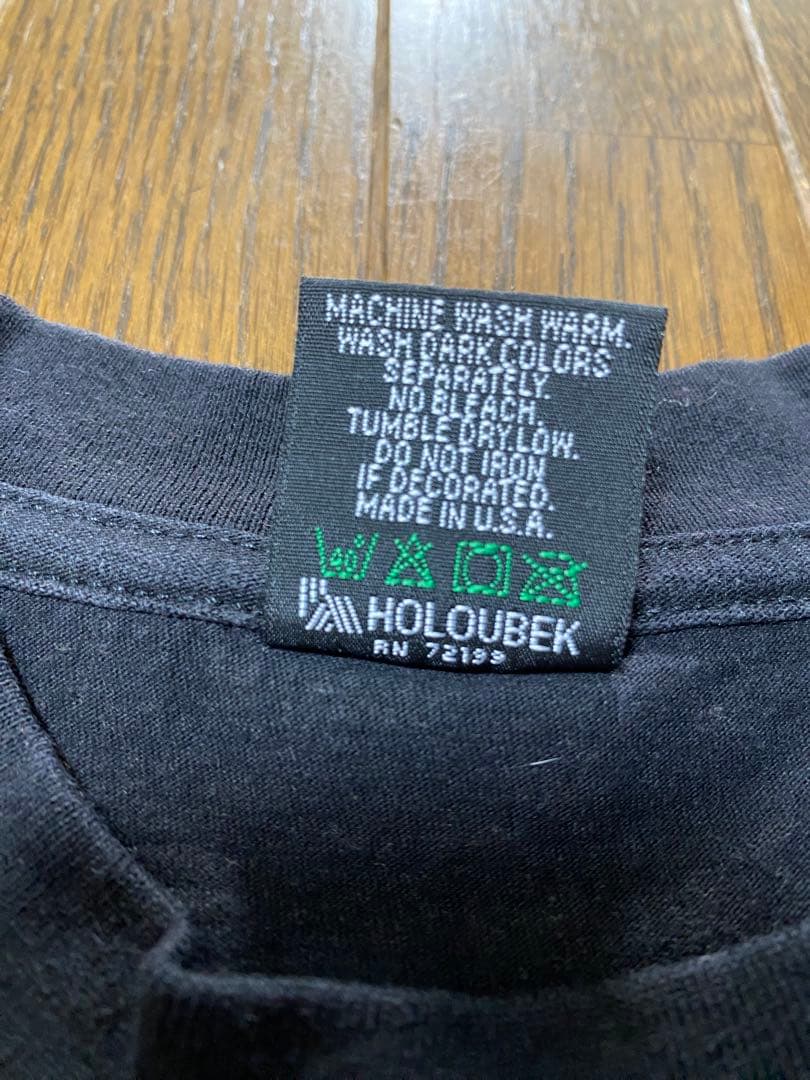 MACHINE WASH WARM.
WASH DARK COLORS
SEPARATELY.
NO BLEACH.
TUMBLE DRY LOW.
DO NOT IRON
IF DECORATED.
MADE IN U.S.A.
40°
HOLOUBEK
RN 72199